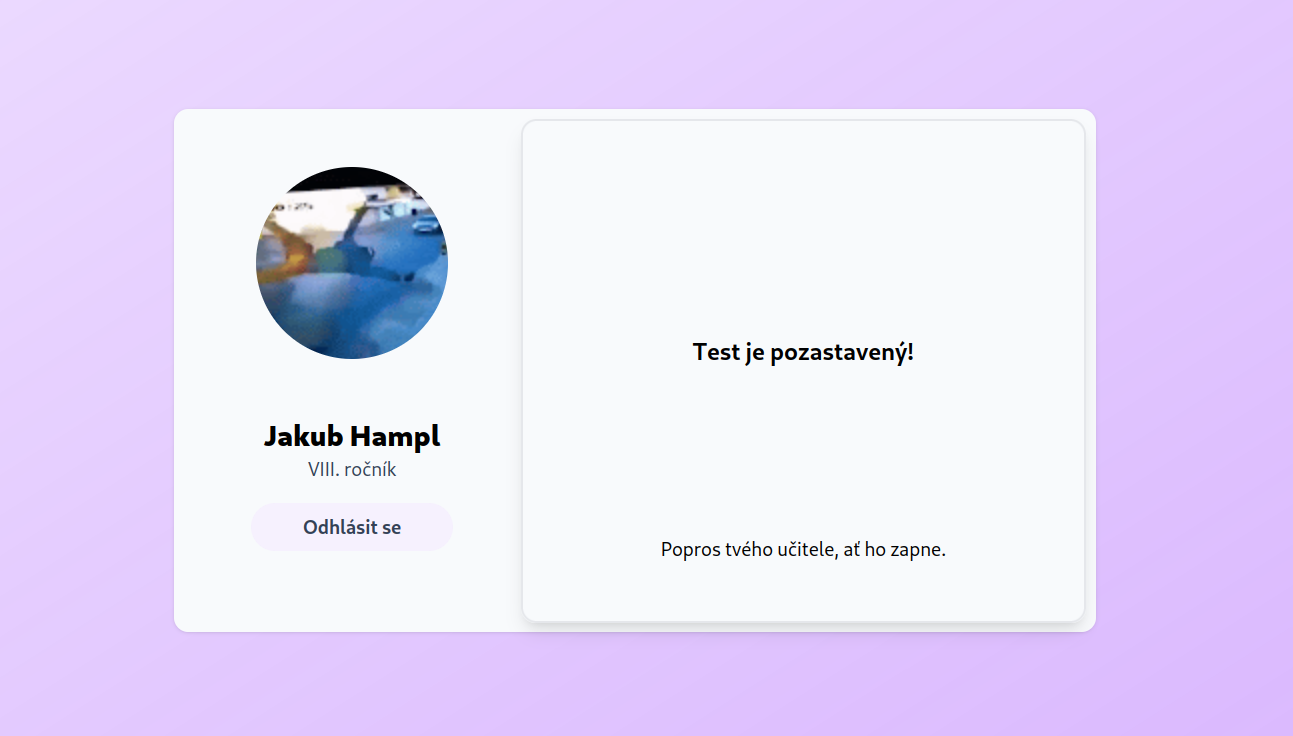 Jakub Hampl
VIII. ročník
Odhlásit se
Test je pozastavený!
Popros tvého učitele, ať ho zapne.